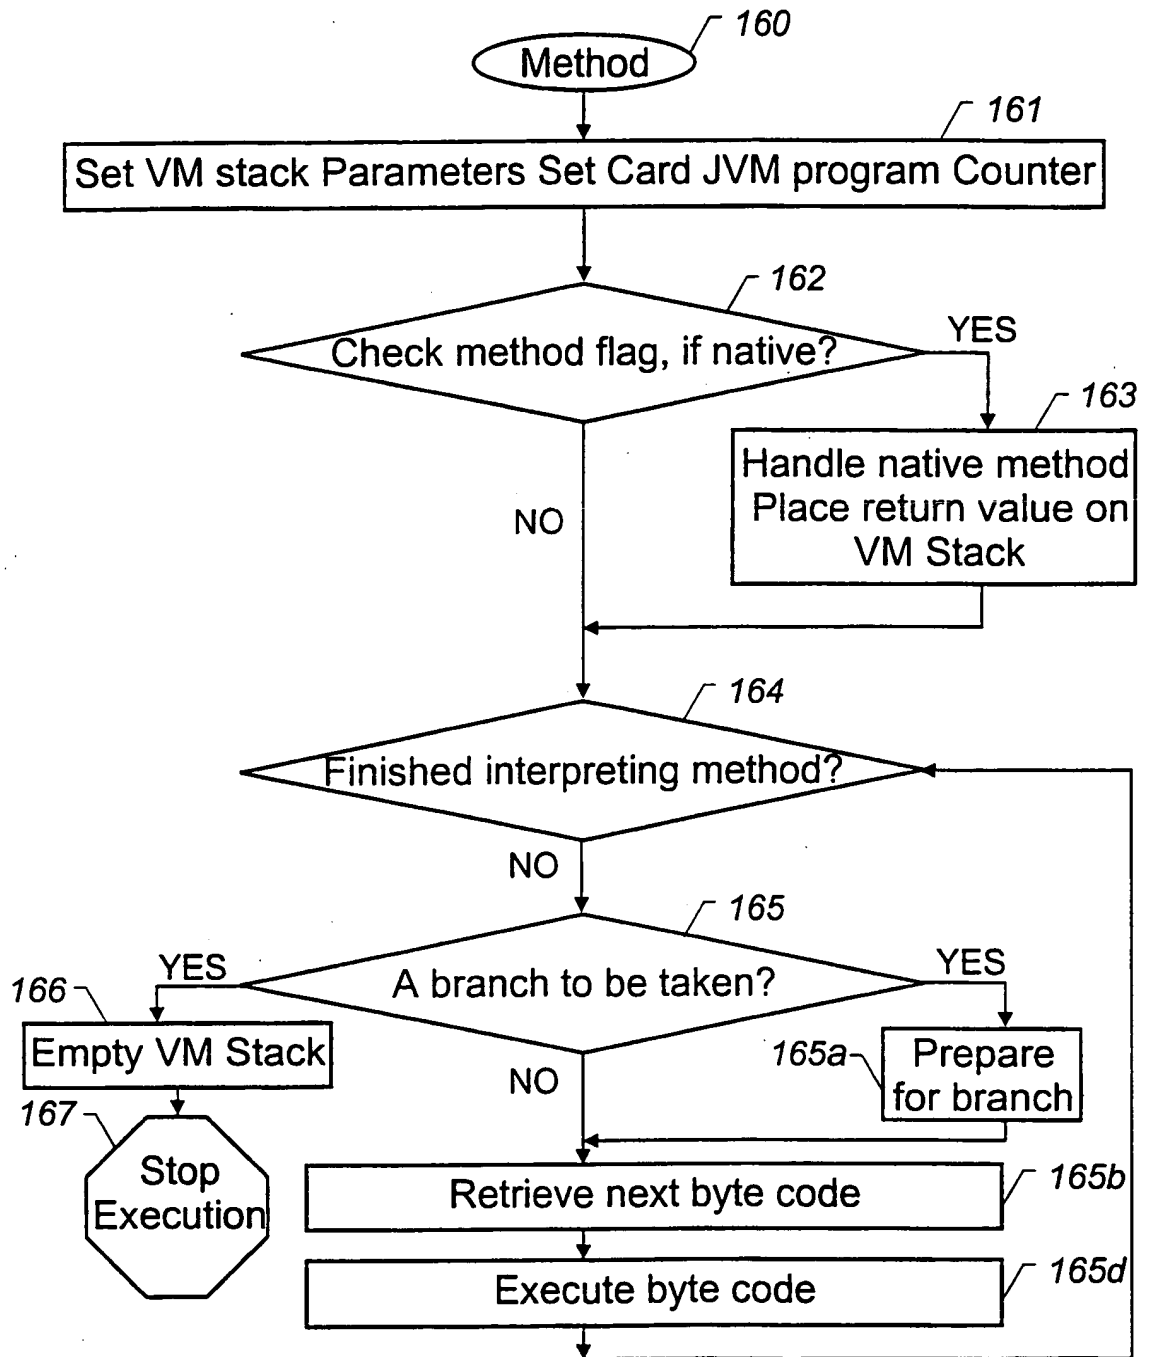 160
Method
161
Set VM stack Parameters Set Card JVM program Counter
162
Check method flag, if native?
YES
163
Handle native method
Place return value on
VM Stack
NO
164
Finished interpreting method?
NO
165
A branch to be taken?
YES
YES
166
Empty VM Stack
165a
Prepare
for branch
NO
167
Stop
Execution
165b
Retrieve next byte code
165d
Execute byte code